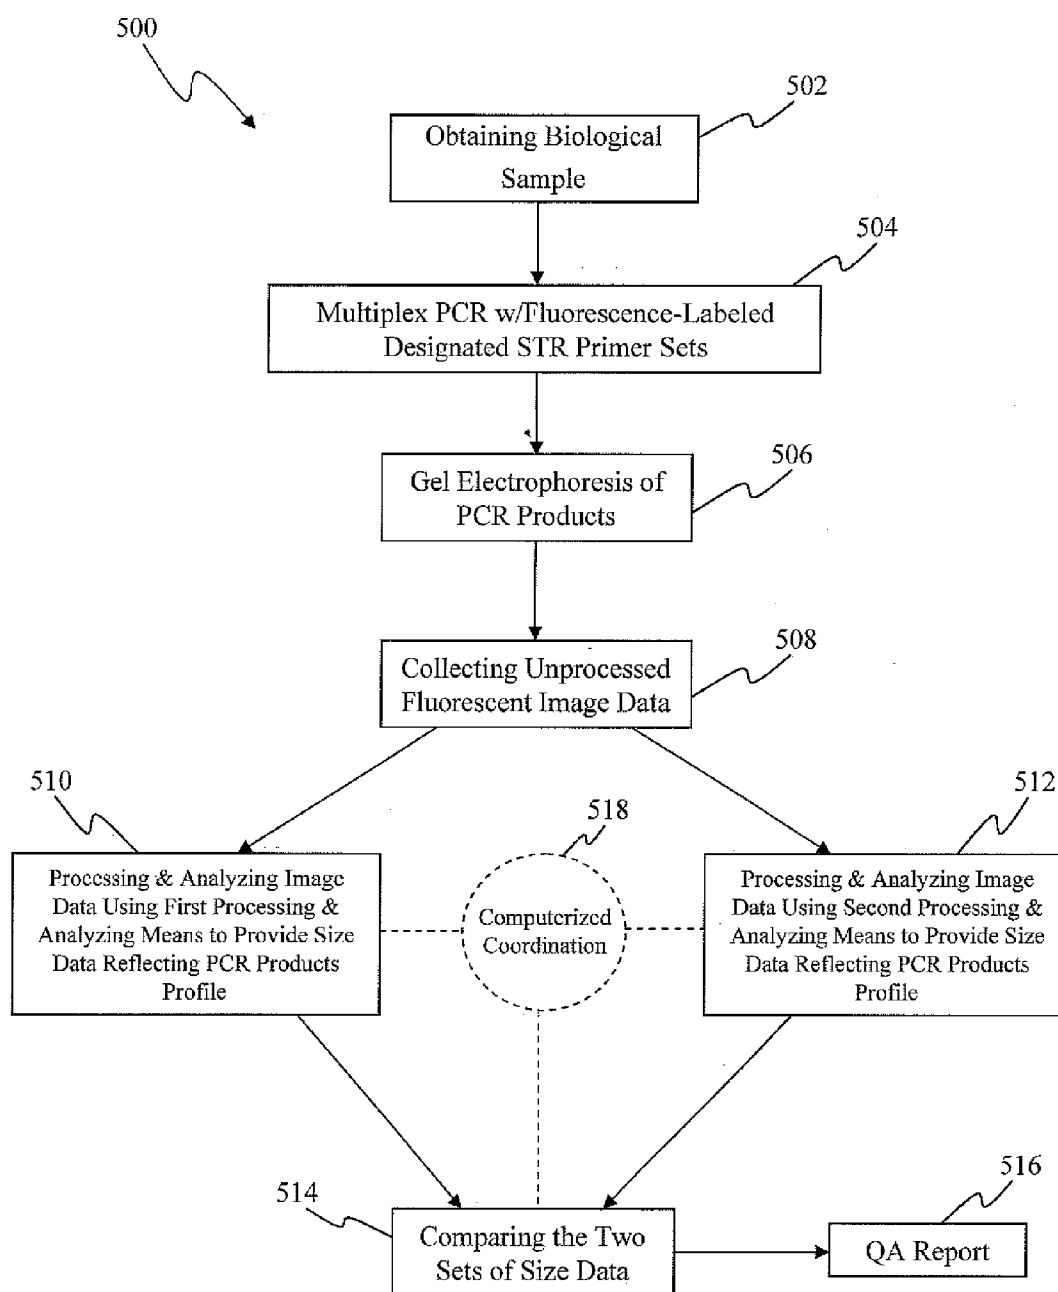 500
502
Obtaining Biological
Sample
504
Multiplex PCR w/Fluorescence-Labeled
Designated STR Primer Sets
506
Gel Electrophoresis of
PCR Products
508
Collecting Unprocessed
Fluorescent Image Data
510
512
518
Processing & Analyzing Image
Data Using First Processing &
Analyzing Means to Provide Size
Data Reflecting PCR Products
Profile
Computerized
Coordination
Processing & Analyzing Image
Data Using Second Processing &
Analyzing Means to Provide Size
Data Reflecting PCR Products
Profile
514
Comparing the Two
Sets of Size Data
516
QA Report